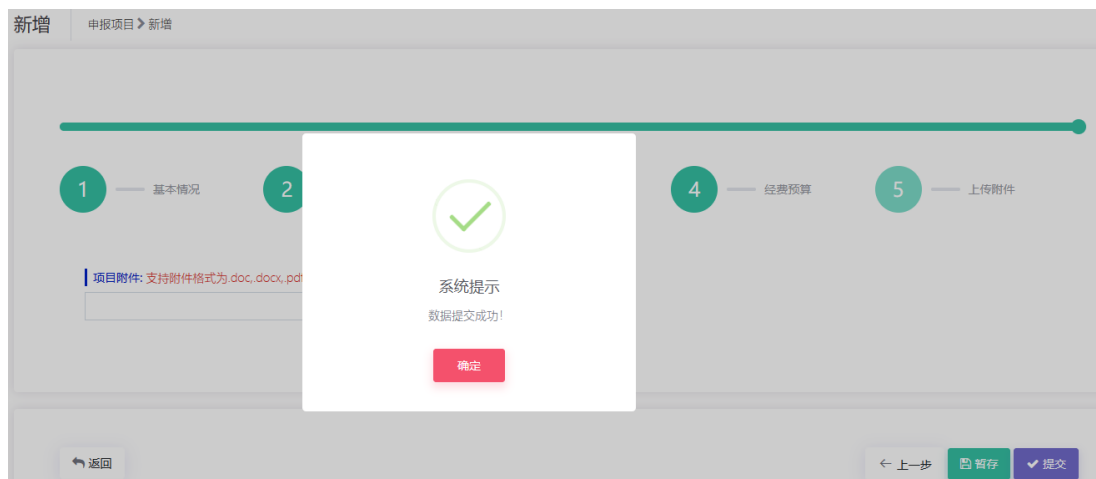 新增 申报项目 > 新增
1 基本情况 2 4 经费预算 5 上传附件
项目附件: 支持附件格式为.doc,.docx,.pdf
系统提示
数据提交成功!
确定
返回 ← 上一步 暂存 提交